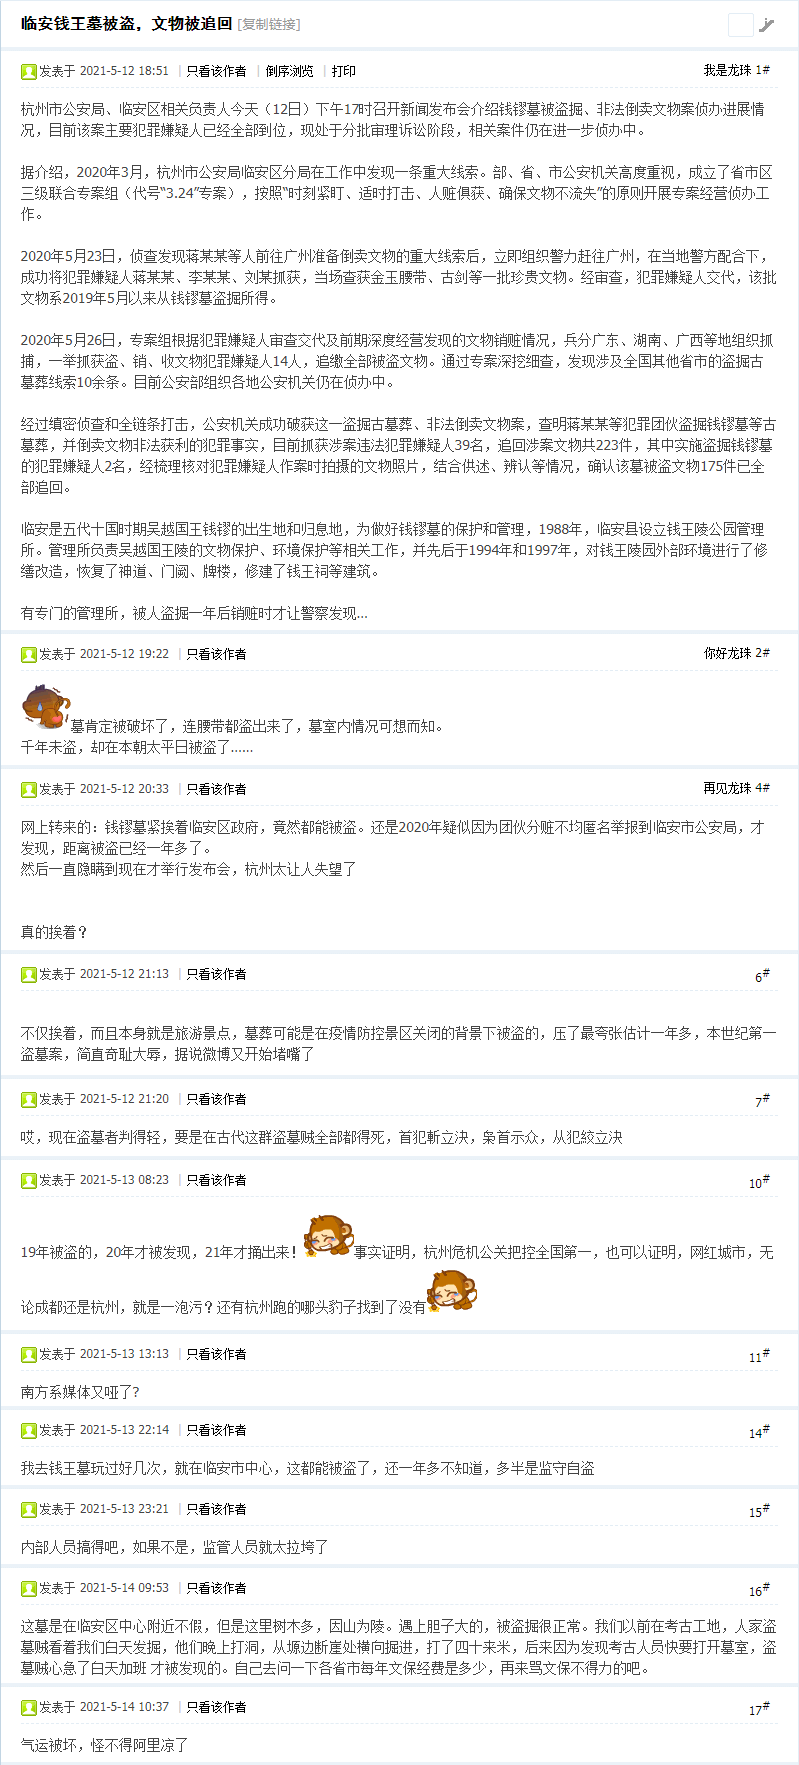 临安钱王墓被盗，文物被追回 [复制链接]
发表于 2021-5-12 18:51 | 只看该作者 | 倒序浏览 | 打印
我是龙珠 1#
杭州市公安局、临安区相关负责人今天（12日）下午17时召开新闻发布会介绍钱镠墓被盗掘、非法倒卖文物案侦办进展情
况，目前该案主要犯罪嫌疑人已经全部到位，现处于分批审理诉讼阶段，相关案件仍在进一步侦办中。
据介绍，2020年3月，杭州市公安局临安区分局在工作中发现一条重大线索。部、省、市公安机关高度重视，成立了省市区
三级联合专案组（代号“3.24”专案），按照“时刻紧盯、适时打击、人赃俱获、确保文物不流失”的原则开展专案经营侦办工
作。
2020年5月23日，侦查发现蒋某某等人前往广州准备倒卖文物的重大线索后，立即组织警力赶往广州，在当地警方配合下，
成功将犯罪嫌疑人蒋某某、李某某、刘某抓获，当场查获金玉腰带、古剑等一批珍贵文物。经审查，犯罪嫌疑人交代，该批
文物系2019年5月以来从钱镠墓盗掘所得。
2020年5月26日，专案组根据犯罪嫌疑人审查交代及前期深度经营发现的文物销赃情况，兵分广东、湖南、广西等地组织抓
捕，一举抓获盗、销、收文物犯罪嫌疑人14人，追缴全部被盗文物。通过专案深挖细查，发现涉及全国其他省市的盗掘古
墓葬线索10余条。目前公安部组织各地公安机关仍在侦办中。
经过缜密侦查和全链条打击，公安机关成功破获这一盗掘古墓葬、非法倒卖文物案，查明蒋某某等犯罪团伙盗掘钱镠墓等古
墓葬，并倒卖文物非法获利的犯罪事实，目前抓获涉案违法犯罪嫌疑人39名，追回涉案文物共223件，其中实施盗掘钱镠墓
的犯罪嫌疑人2名，经梳理核对犯罪嫌疑人作案时拍摄的文物照片，结合供述、辨认等情况，确认该墓被盗文物175件已全
部追回。
临安是五代十国时期吴越国王钱镠的出生地和归息地，为做好钱镠墓的保护和管理，1988年，临安县设立钱王陵公园管理
所。管理所负责吴越国王陵的文物保护、环境保护等相关工作，并先后于1994年和1997年，对钱王陵园外部环境进行了修
缮改造，恢复了神道、门阙、牌楼，修建了钱王祠等建筑。
有专门的管理所，被人盗掘一年后销赃时才让警察发现...
发表于 2021-5-12 19:22 | 只看该作者
你好龙珠 2#
墓肯定被破坏了，连腰带都盗出来了，墓室内情况可想而知。
千年未盗，却在本朝太平日被盗了......
发表于 2021-5-12 20:33 | 只看该作者
再见龙珠 4#
网上转来的：钱镠墓紧挨着临安区政府，竟然都能被盗。还是2020年疑似因为团伙分赃不均匿名举报到临安市公安局，才
发现，距离被盗已经一年多了。
然后一直隐瞒到现在才举行发布会，杭州太让人失望了
真的挨着？
发表于 2021-5-12 21:13 | 只看该作者
6#
不仅挨着，而且本身就是旅游景点，墓葬可能是在疫情防控景区关闭的背景下被盗的，压了最夸张估计一年多，本世纪第一
盗墓案，简直奇耻大辱，据说微博又开始堵嘴了
发表于 2021-5-12 21:20 | 只看该作者
7#
哎，现在盗墓者判得轻，要是在古代这群盗墓贼全部都得死，首犯斬立决，枭首示众，从犯絞立决
发表于 2021-5-13 08:23 | 只看该作者
10#
19年被盗的，20年才被发现，21年才捅出来！事实证明，杭州危机公关把控全国第一，也可以证明，网红城市，无
论成都还是杭州，就是一泡污？还有杭州跑的哪头豹子找到了没有
发表于 2021-5-13 13:13 | 只看该作者
11#
南方系媒体又哑了?
发表于 2021-5-13 22:14 | 只看该作者
14#
我去钱王墓玩过好几次，就在临安市中心，这都能被盗了，还一年多不知道，多半是监守自盗
发表于 2021-5-13 23:21 | 只看该作者
15#
内部人员搞得吧，如果不是，监管人员就太拉垮了
发表于 2021-5-14 09:53 | 只看该作者
16#
这墓是在临安区中心附近不假，但是这里树木多，因山为陵。遇上胆子大的，被盗掘很正常。我们以前在考古工地，人家盗
墓贼看着我们白天发掘，他们晚上打洞，从塬边断崖处横向掘进，打了四十来米，后来因为发现考古人员快要打开墓室，盗
墓贼心急了白天加班 才被发现的。自己去问一下各省市每年文保经费是多少，再来骂文保不得力的吧。
发表于 2021-5-14 10:37 | 只看该作者
17#
气运被坏，怪不得阿里凉了